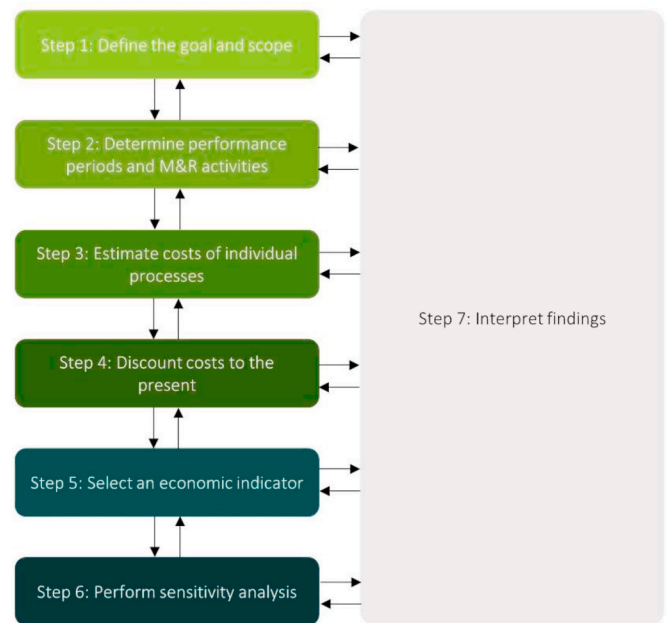 Step 1: Define the goal and scope
Step 2: Determine performance
periods and M&R activities
Step 3: Estimate costs of individual
processes
Step 4: Discount costs to the
present
Step 5: Select an economic indicator
Step 6: Perform sensitivity analysis
Step 7: Interpret findings